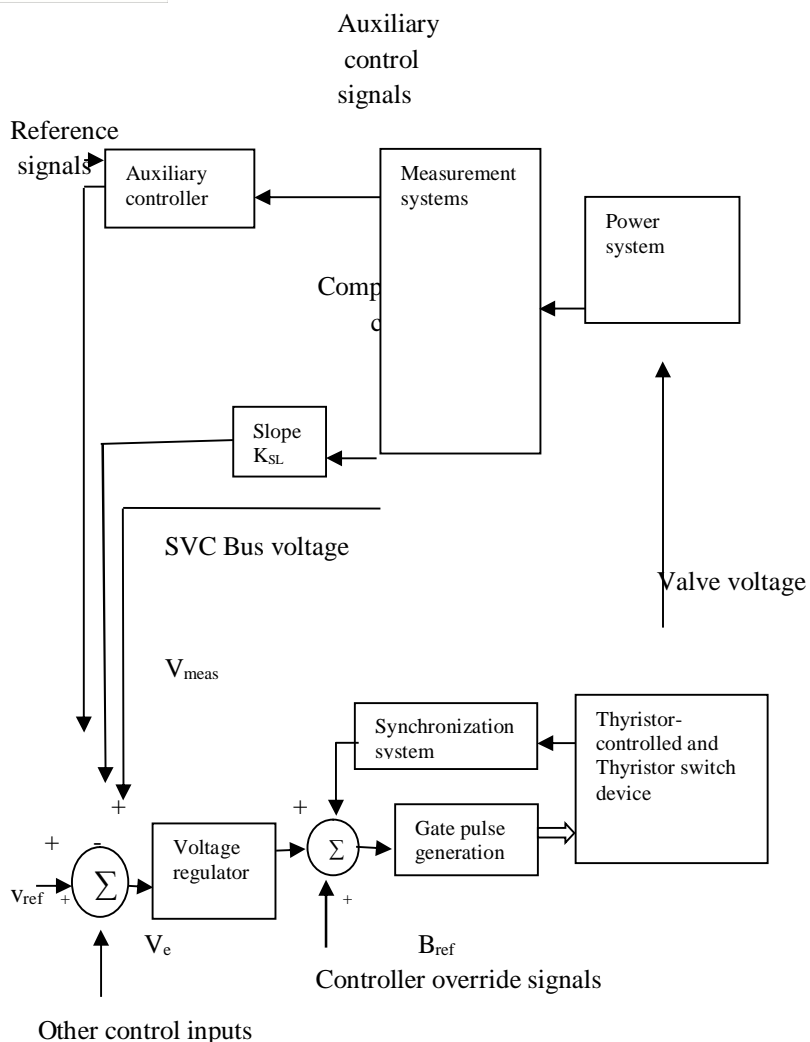 Auxiliary
control
signals
Reference
signals
Auxiliary
controller
Measurement
systems
Power
system
Slope
K_SL
SVC Bus voltage
Valve voltage
V_meas
Synchronization
system
Thyristor-
controlled and
Thyristor switch
device
+
+
+
-
Voltage
regulator
Σ
Gate pulse
generation
Σ
v_ref
+
+
V_e
B_ref
Controller override signals
Other control inputs